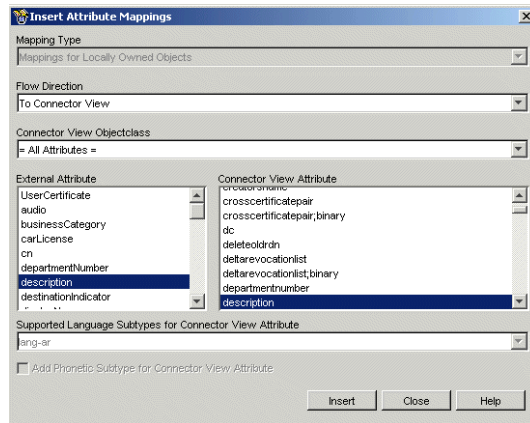 Insert Attribute Mappings
Mapping Type
Mappings for Locally Owned Objects
Flow Direction
To Connector View
Connector View Objectclass
= All Attributes =
External Attribute
UserCertificate
audio
businessCategory
carLicense
cn
departmentNumber
description
destinationIndicator
Connector View Attribute
creatorsname
crosscertificatepair
crosscertificatepair;binary
dc
deleteoldrdn
deltarevocationlist
deltarevocationlist;binary
departmentnumber
description
Supported Language Subtypes for Connector View Attribute
lang-ar
Add Phonetic Subtype for Connector View Attribute
Insert
Close
Help